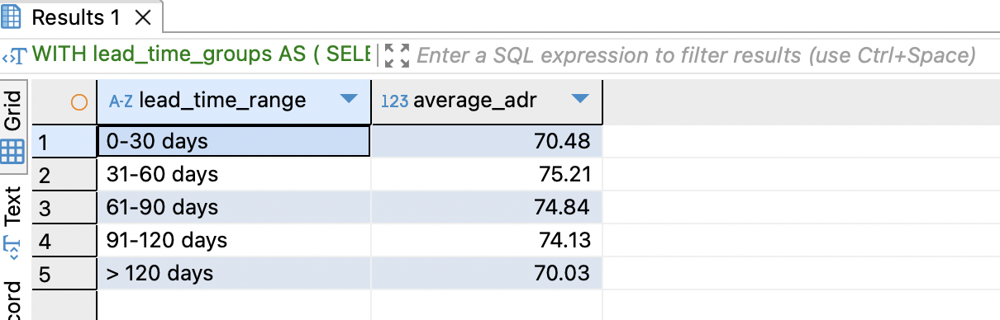 Results 1
WITH lead_time_groups AS ( SELE
Enter a SQL expression to filter results (use Ctrl+Space)
Grid
Text
A-Z lead_time_range 123 average_adr
1 0-30 days 70.48
2 31-60 days 75.21
3 61-90 days 74.84
4 91-120 days 74.13
5 > 120 days 70.03